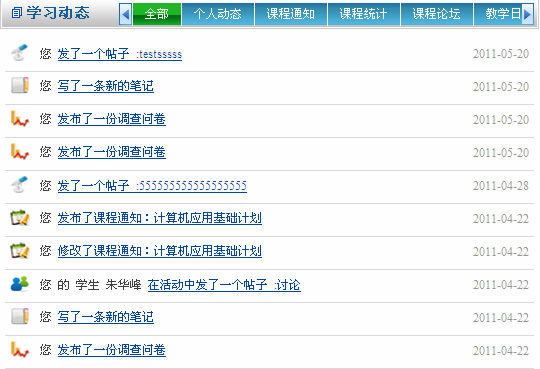 学习动态 全部 个人动态 课程通知 课程统计 课程论坛 教学日
您 发了一个帖子 :testsssss 2011-05-20
您 写了一条新的笔记 2011-05-20
您 发布了一份调查问卷 2011-05-20
您 发布了一份调查问卷 2011-05-20
您 发了一个帖子 :555555555555555555 2011-04-28
您 发布了课程通知：计算机应用基础计划 2011-04-22
您 修改了课程通知：计算机应用基础计划 2011-04-22
您 的 学生 朱华峰 在活动中发了一个帖子 :讨论 2011-04-22
您 写了一条新的笔记 2011-04-22
您 发布了一份调查问卷 2011-04-22